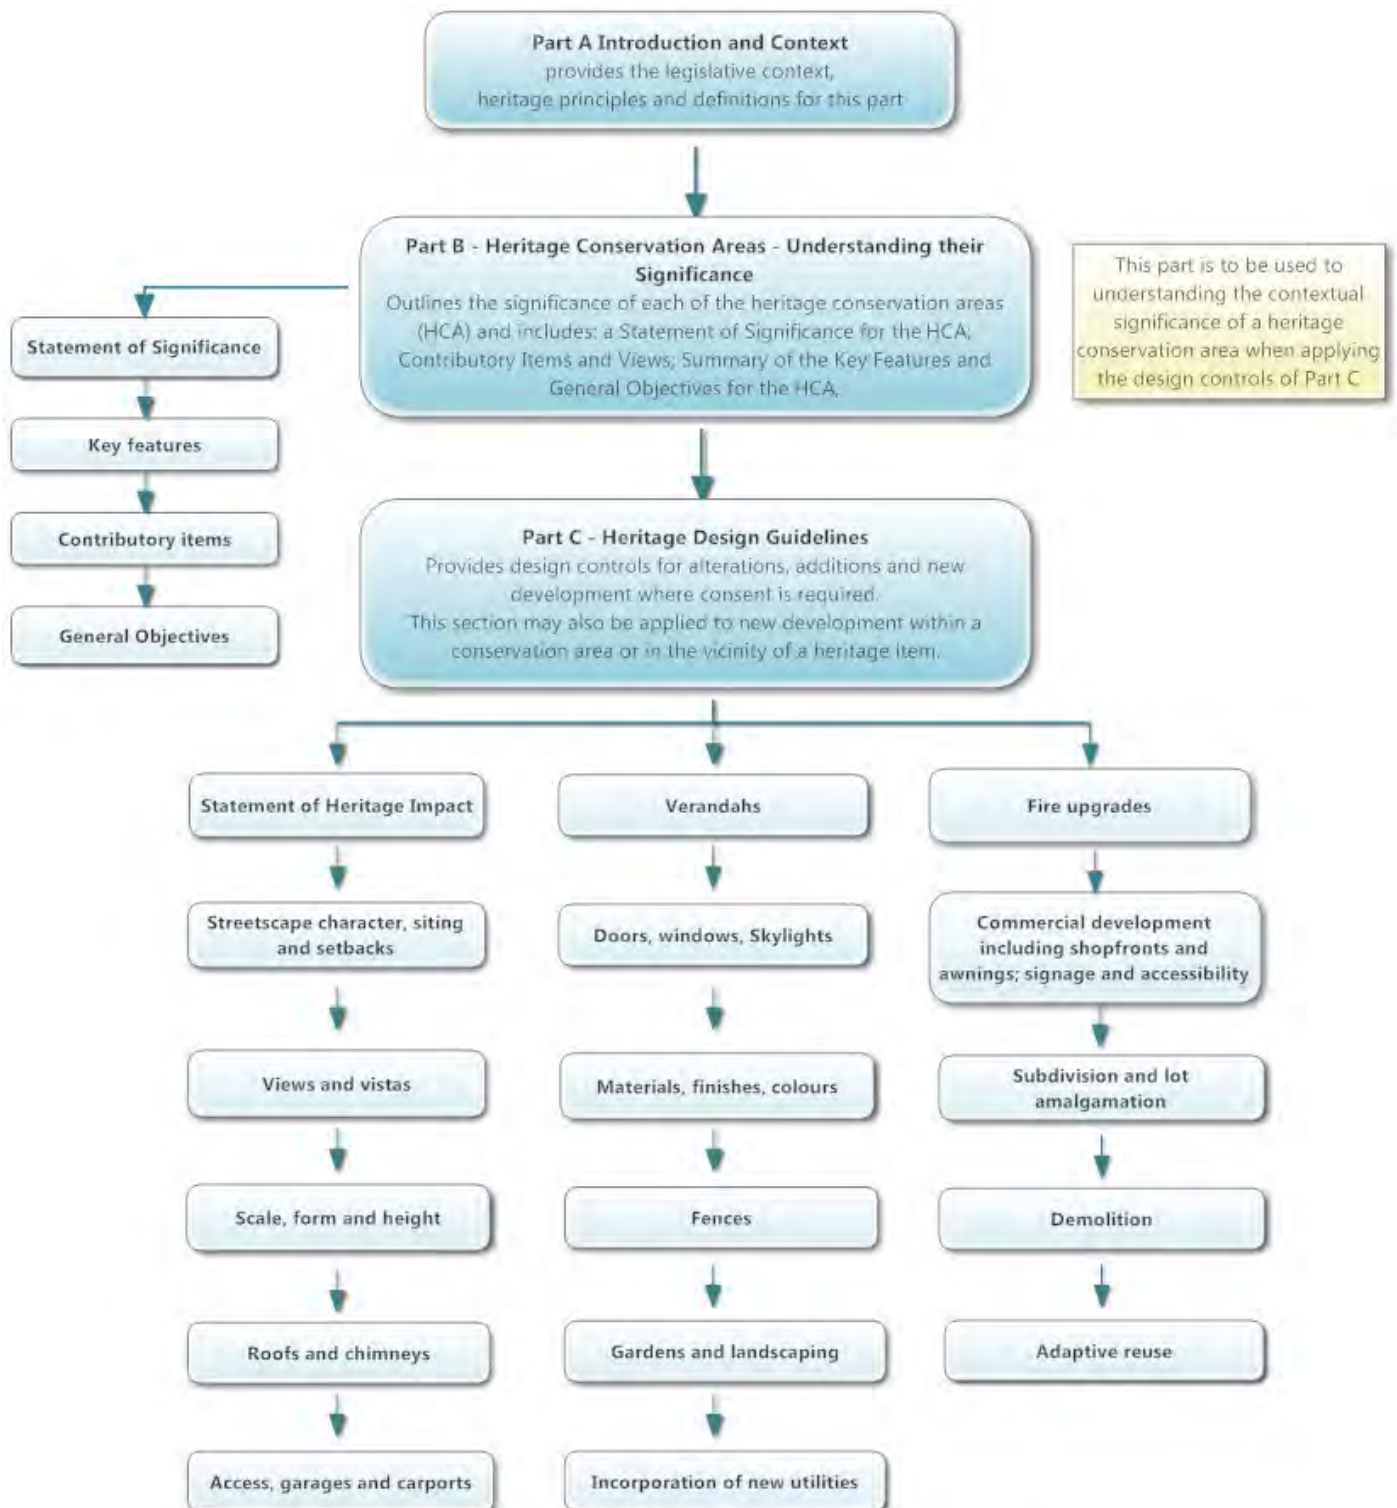 Part A Introduction and Context
provides the legislative context,
heritage principles and definitions for this part
Part B - Heritage Conservation Areas - Understanding their
Significance
Outlines the significance of each of the heritage conservation areas
(HCA) and includes: a Statement of Significance for the HCA;
Contributory Items and Views; Summary of the Key Features and
General Objectives for the HCA.
This part is to be used to
understanding the contextual
significance of a heritage
conservation area when applying
the design controls of Part C
Statement of Significance
Key features
Contributory items
General Objectives
Part C - Heritage Design Guidelines
Provides design controls for alterations, additions and new
development where consent is required.
This section may also be applied to new development within a
conservation area or in the vicinity of a heritage item.
Statement of Heritage Impact
Streetscape character, siting
and setbacks
Views and vistas
Scale, form and height
Roofs and chimneys
Access, garages and carports
Verandahs
Doors, windows, Skylights
Materials, finishes, colours
Fences
Gardens and landscaping
Incorporation of new utilities
Fire upgrades
Commercial development
including shopfronts and
awnings; signage and accessibility
Subdivision and lot
amalgamation
Demolition
Adaptive reuse